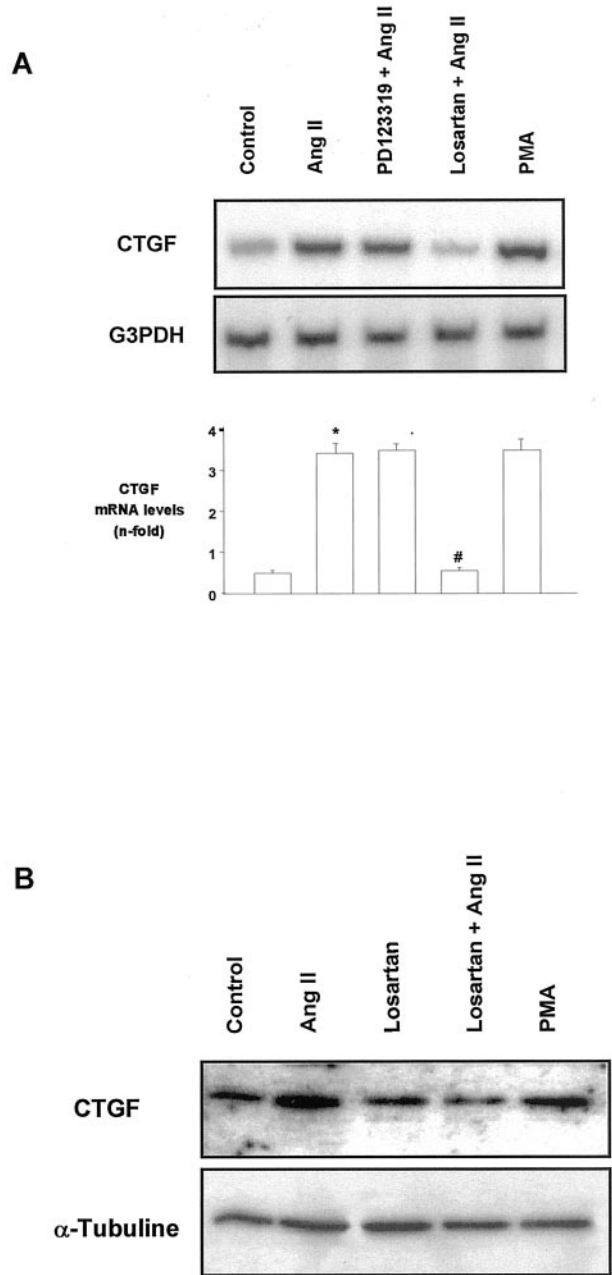 A
Control
Ang II
PD123319 + Ang II
Losartan + Ang II
PMA
CTGF
G3PDH
CTGF
mRNA levels
(n-fold)
4
3
2
1
0
*
#
B
Control
Ang II
Losartan
Losartan + Ang II
PMA
CTGF
α-Tubuline